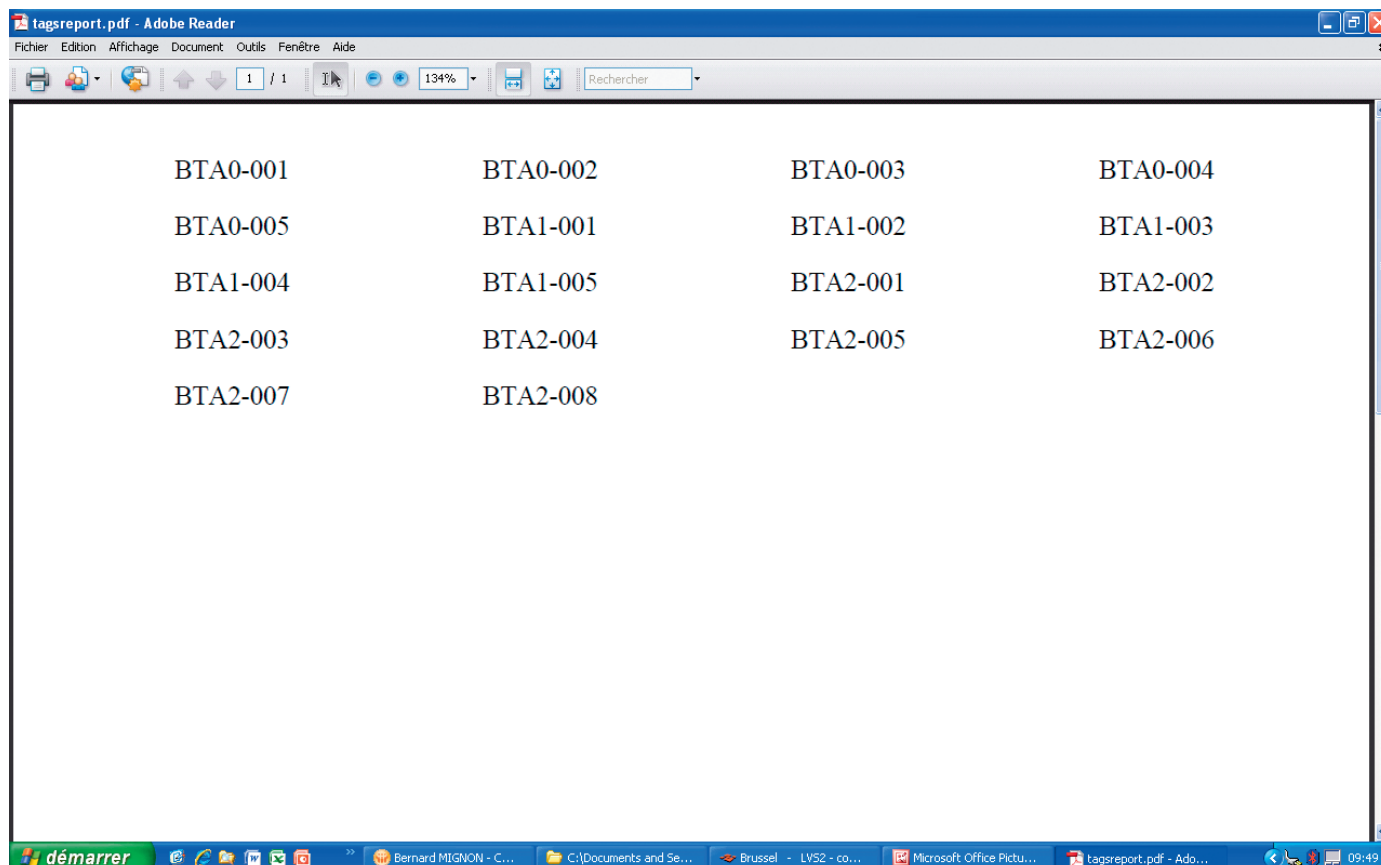 tagsreport.pdf - Adobe Reader
Fichier Edition Affichage Document Outils Fenêtre Aide
1 / 1 134% Rechercher
BTA0-001 BTA0-002 BTA0-003 BTA0-004
BTA0-005 BTA1-001 BTA1-002 BTA1-003
BTA1-004 BTA1-005 BTA2-001 BTA2-002
BTA2-003 BTA2-004 BTA2-005 BTA2-006
BTA2-007 BTA2-008
démarrer Bernard MIGNON - C... C:\Documents and Se... Brussel - LVS2 - co... Microsoft Office Pictu... tagsreport.pdf - Ado... 09:49